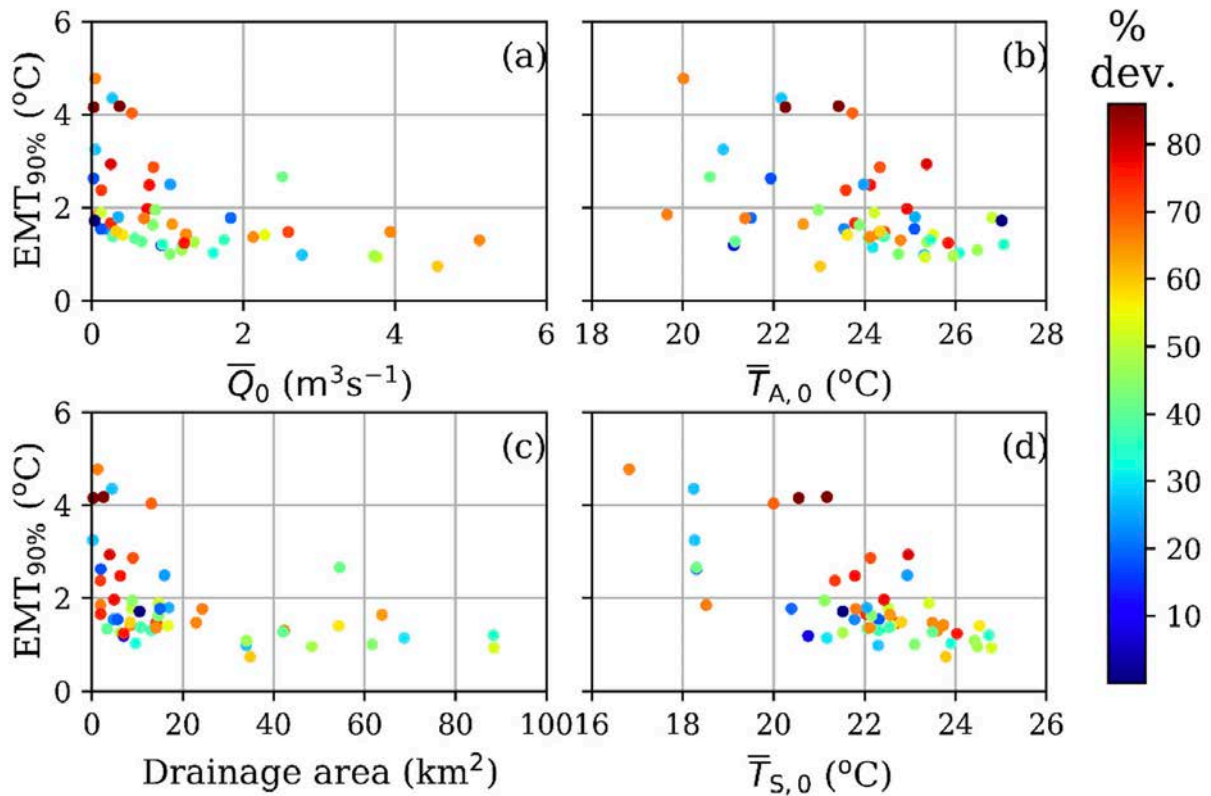 6
4
2
0
EMT90% (°C)
(a)
0 2 4 6
Q̅0 (m³s⁻¹)
(b)
18 20 22 24 26 28
T̅A, 0 (°C)
%
dev.
80
70
60
50
40
30
20
10
6
4
2
0
EMT90% (°C)
(c)
0 20 40 60 80 100
Drainage area (km²)
(d)
16 18 20 22 24 26
T̅S, 0 (°C)